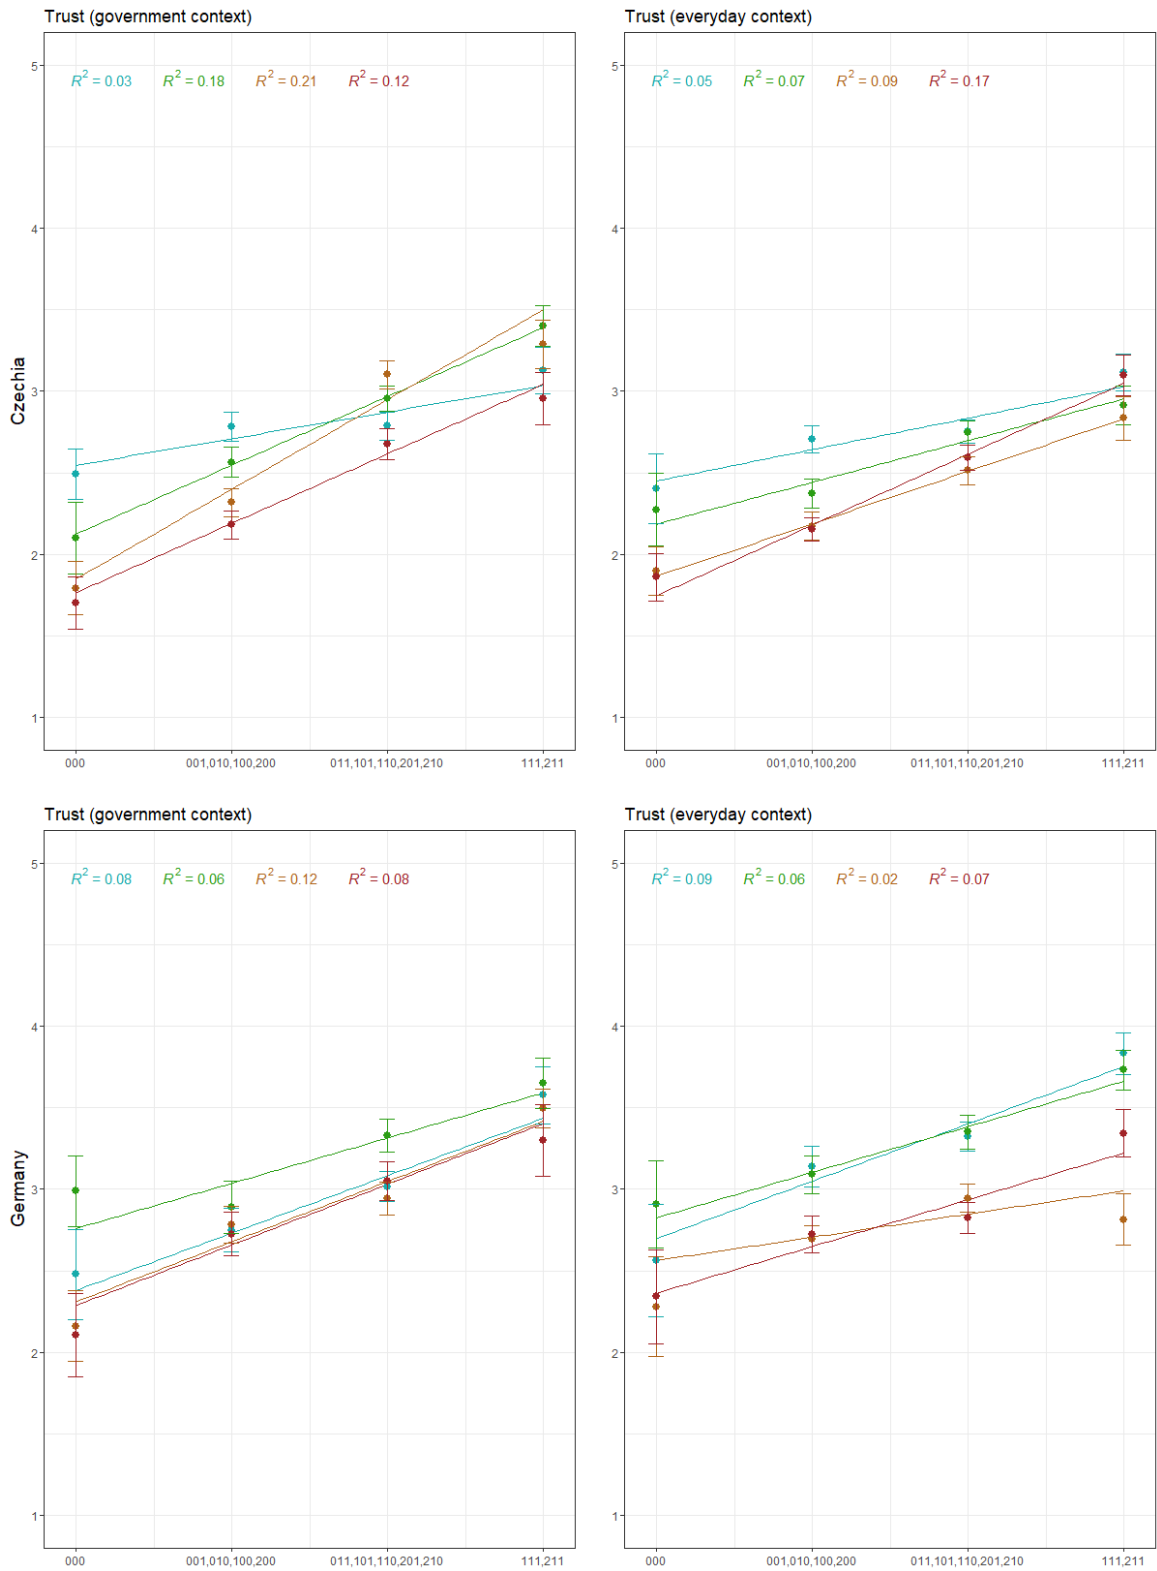 Trust (government context)
Trust (everyday context)
R² = 0.03 R² = 0.18 R² = 0.21 R² = 0.12
R² = 0.05 R² = 0.07 R² = 0.09 R² = 0.17
5
4
3
2
1
5
4
3
2
1
Czechia
000 001,010,100,200 011,101,110,201,210 111,211
000 001,010,100,200 011,101,110,201,210 111,211
Trust (government context)
Trust (everyday context)
R² = 0.08 R² = 0.06 R² = 0.12 R² = 0.08
R² = 0.09 R² = 0.06 R² = 0.02 R² = 0.07
5
4
3
2
1
5
4
3
2
1
Germany
000 001,010,100,200 011,101,110,201,210 111,211
000 001,010,100,200 011,101,110,201,210 111,211